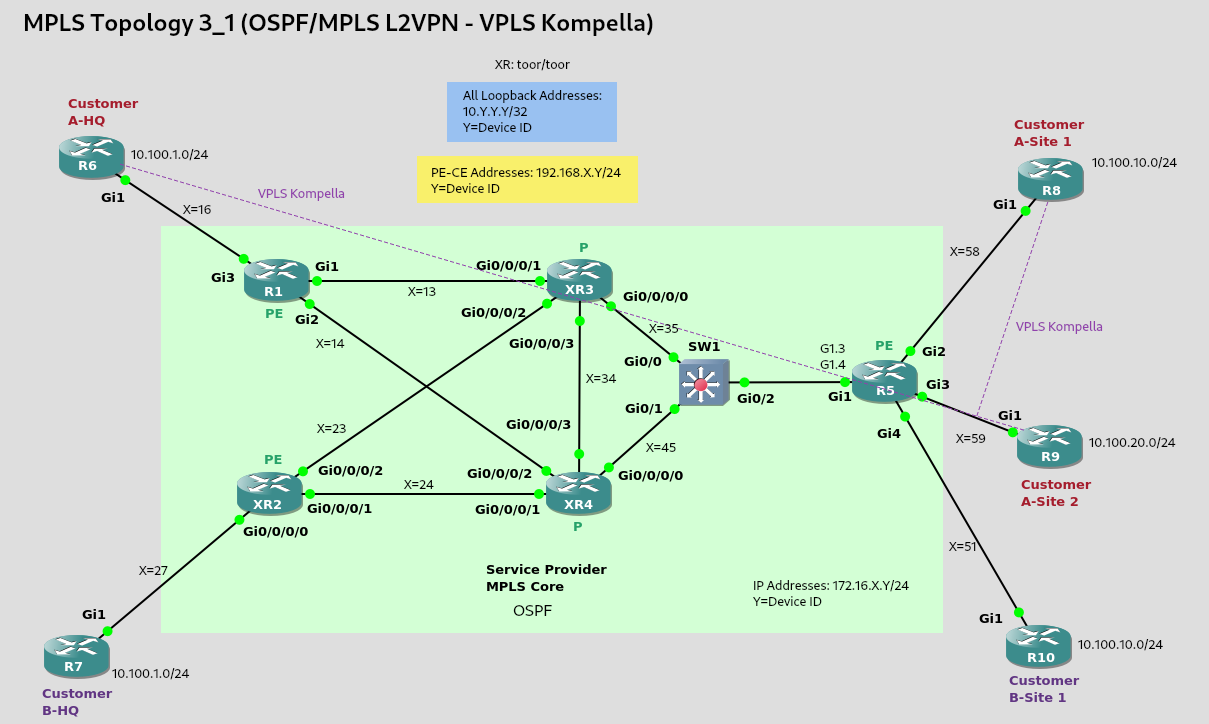 MPLS Topology 3_1 (OSPF/MPLS L2VPN - VPLS Kompella)
XR: toor/toor
All Loopback Addresses:
10.Y.Y.Y/32
Y=Device ID
PE-CE Addresses: 192.168.X.Y/24
Y=Device ID
Customer
A-HQ
R6
10.100.1.0/24
Gi1
X=16
VPLS Kompella
Customer
A-Site 1
10.100.10.0/24
R8
Gi1
X=58
VPLS Kompella
Gi3
R1
PE
Gi1
Gi2
X=13
X=14
P
Gi0/0/0/1
XR3
Gi0/0/0/0
Gi0/0/0/2
Gi0/0/0/3
X=35
SW1
Gi0/0
Gi0/1
Gi0/2
X=34
G1.3
G1.4
PE
Gi2
R5
Gi1
Gi3
Gi4
X=59
Gi1
R9
10.100.20.0/24
Customer
A-Site 2
X=23
PE
Gi0/0/0/2
XR2
Gi0/0/0/1
Gi0/0/0/0
X=24
Gi0/0/0/3
Gi0/0/0/2
Gi0/0/0/1
XR4
P
Gi0/0/0/0
X=45
X=27
Gi1
R7
10.100.1.0/24
Customer
B-HQ
Service Provider
MPLS Core
OSPF
IP Addresses: 172.16.X.Y/24
Y=Device ID
X=51
Gi1
R10
10.100.10.0/24
Customer
B-Site 1